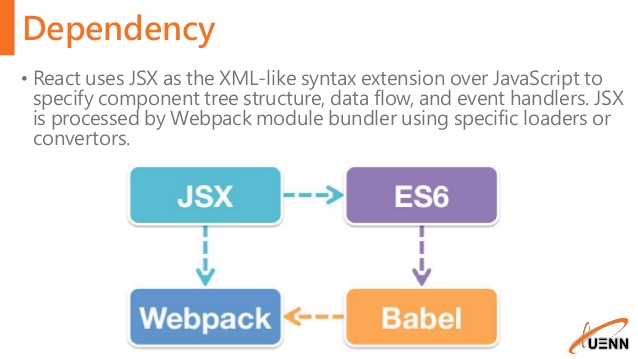 Dependency
• React uses JSX as the XML-like syntax extension over JavaScript to
specify component tree structure, data flow, and event handlers. JSX
is processed by Webpack module bundler using specific loaders or
convertors.
JSX
ES6
Webpack
Babel
UENN